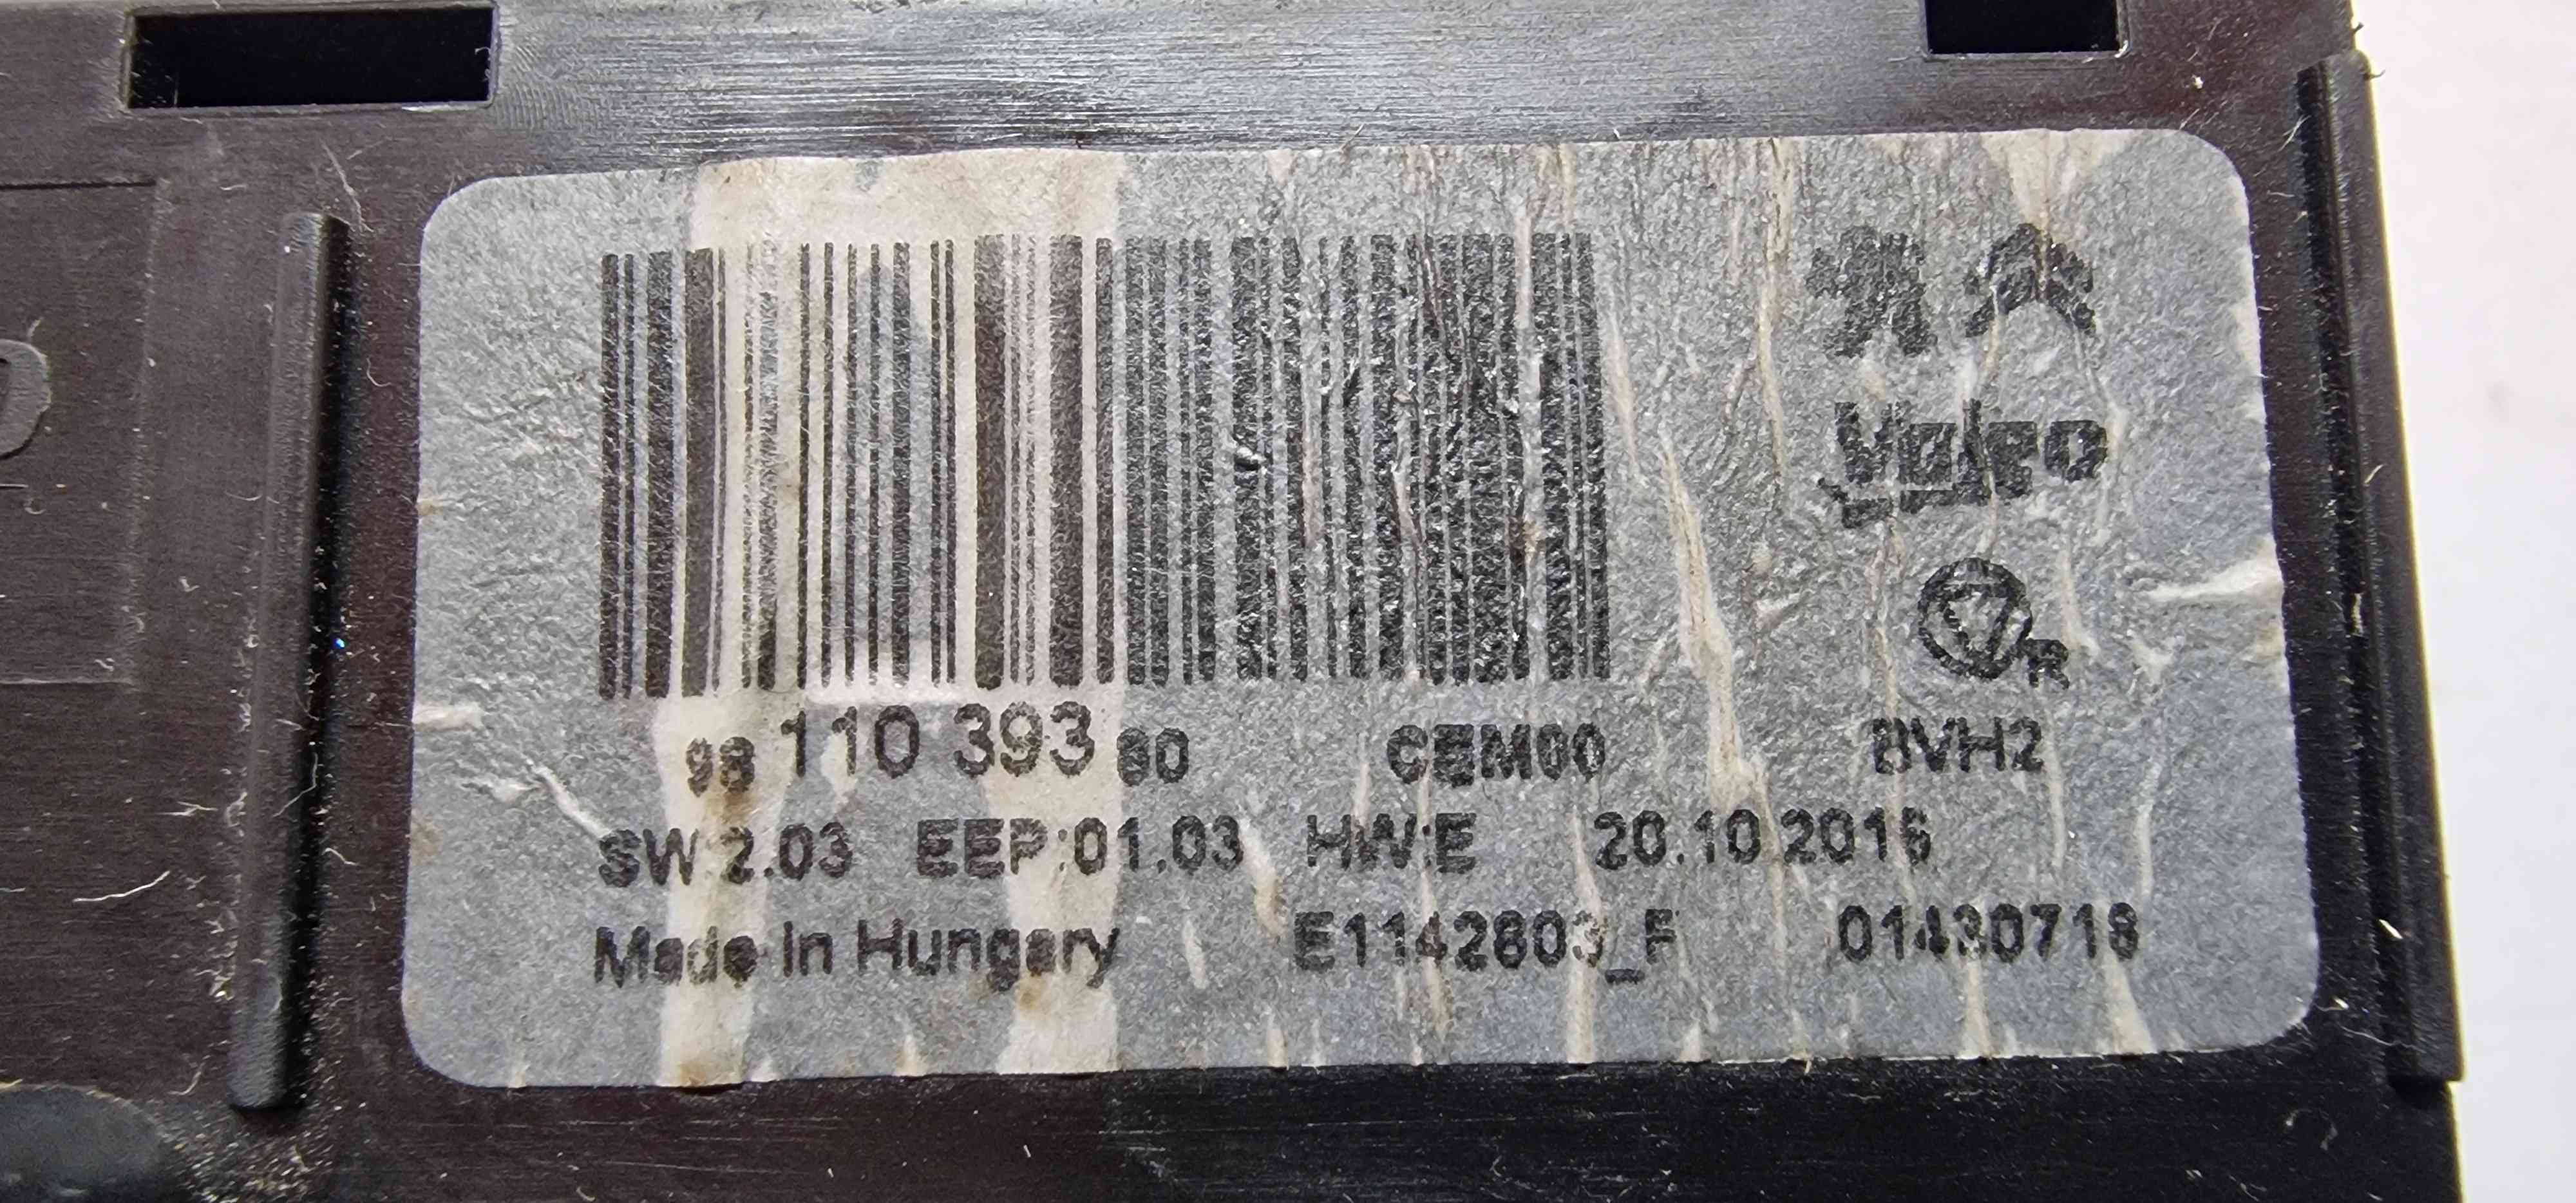 Valeo
R
98 110 393 80 CEM00 BVH2
SW:2.03 EEP:01.03 HW:E 20.10.2016
Made In Hungary E1142803_F 01430718